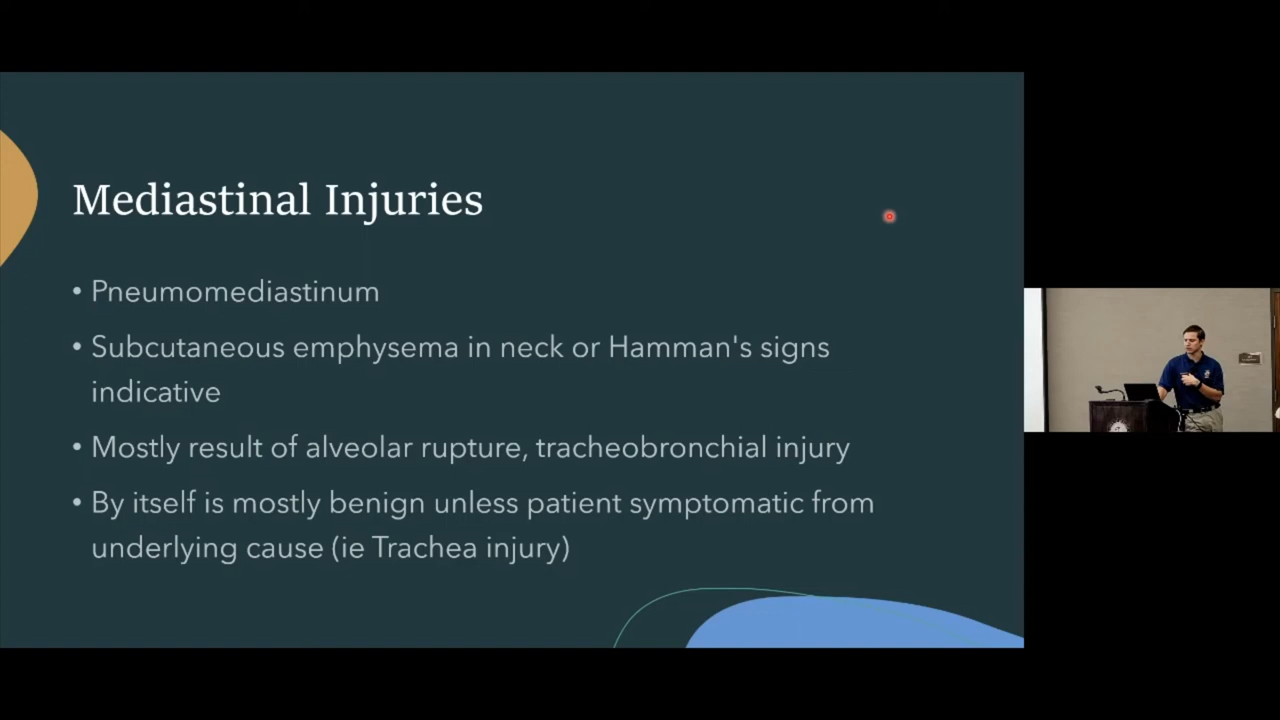 Mediastinal Injuries
• Pneumomediastinum
• Subcutaneous emphysema in neck or Hamman's signs
indicative
• Mostly result of alveolar rupture, tracheobronchial injury
• By itself is mostly benign unless patient symptomatic from
underlying cause (ie Trachea injury)